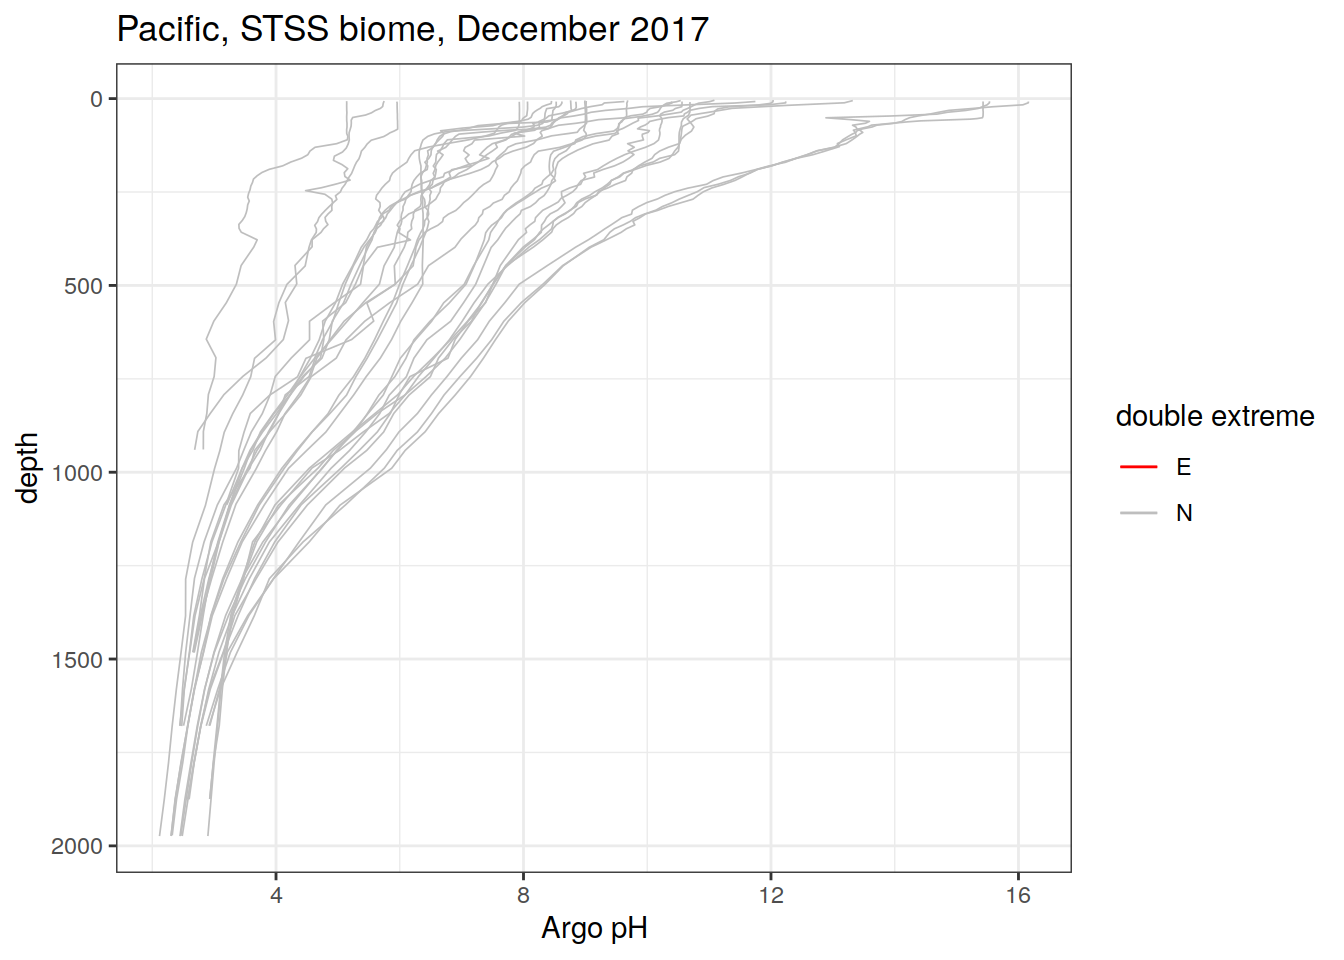 Pacific, STSS biome, December 2017
0
500
1000
1500
2000
depth
4
8
12
16
Argo pH
double extreme
E
N